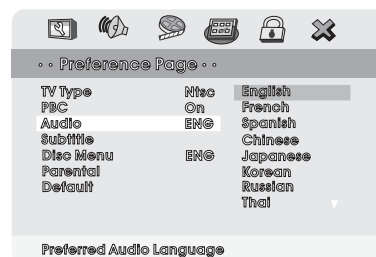 •• Preference Page ••
TV Type Ntsc English
PBC On French
Audio ENG Spanish
Subtitle Chinese
Disc Menu ENG Japanese
Parental Korean
Default Russian
Thai
Preferred Audio Language